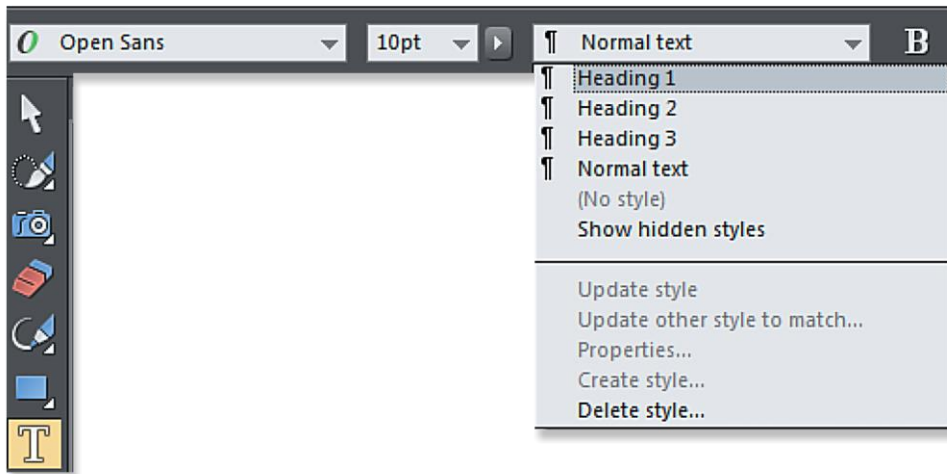 Open Sans 10pt ¶ Normal text B
¶ Heading 1
¶ Heading 2
¶ Heading 3
¶ Normal text
(No style)
Show hidden styles
Update style
Update other style to match...
Properties...
Create style...
Delete style...
T